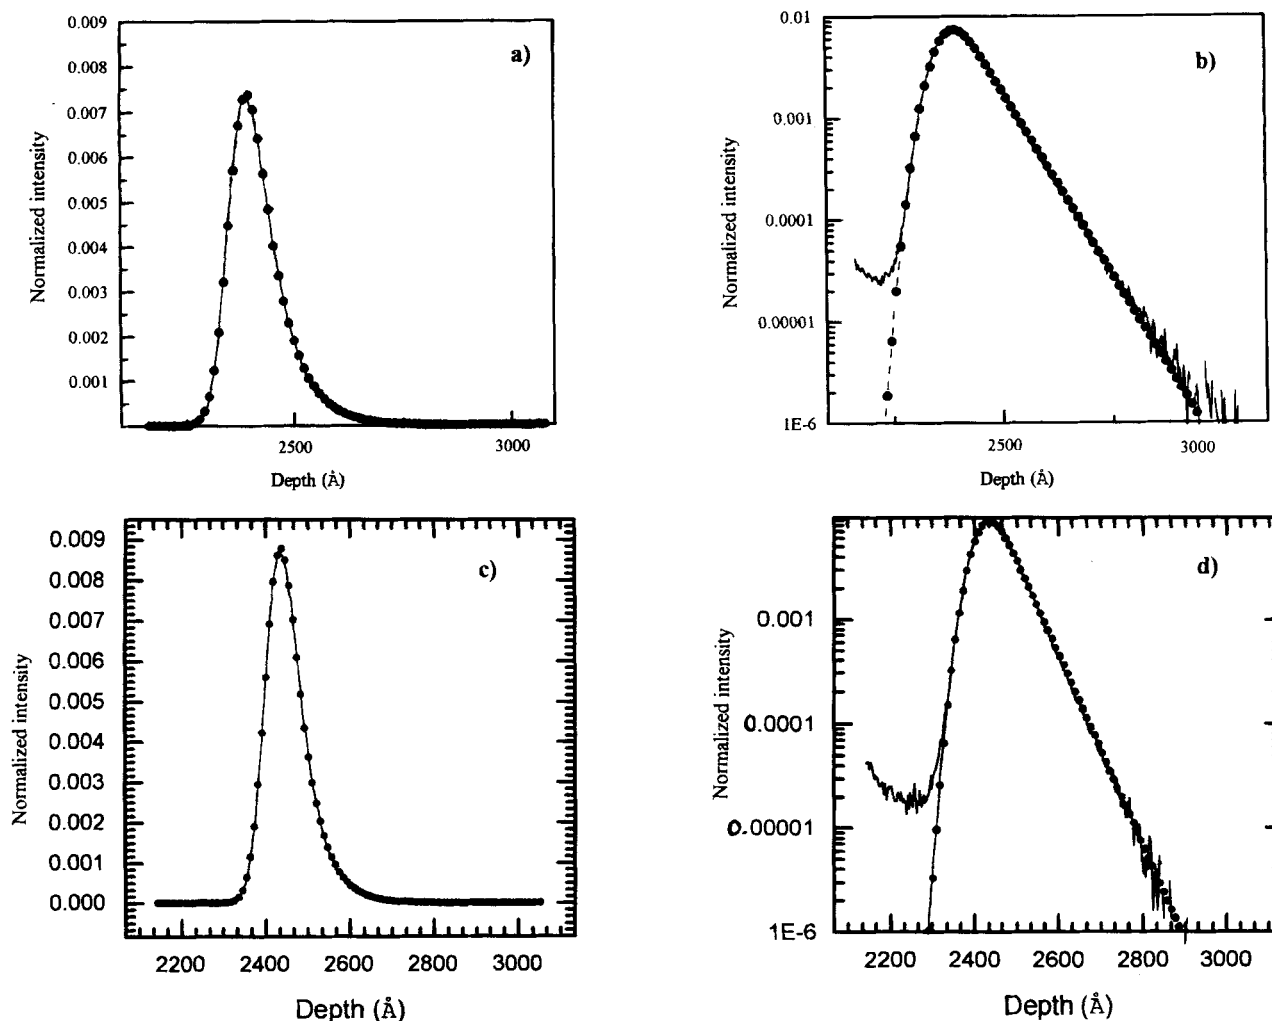 a)
0.009
0.008
0.007
0.006
0.005
0.004
0.003
0.002
0.001
Normalized intensity
2500
3000
Depth (Å)
b)
0.01
0.001
0.0001
0.00001
1E-6
Normalized intensity
2500
3000
Depth (Å)
c)
0.009
0.008
0.007
0.006
0.005
0.004
0.003
0.002
0.001
0.000
Normalized intensity
2200
2400
2600
2800
3000
Depth (Å)
d)
0.001
0.0001
0.00001
1E-6
Normalized intensity
2200
2400
2600
2800
3000
Depth (Å)